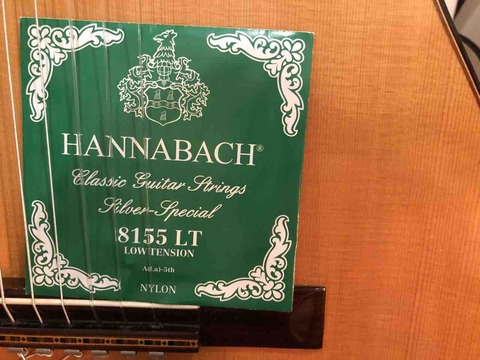 HANNABACH®
Classic Guitar Strings
Silver-Special
8155 LT
LOW TENSION
A(La)-5th
NYLON